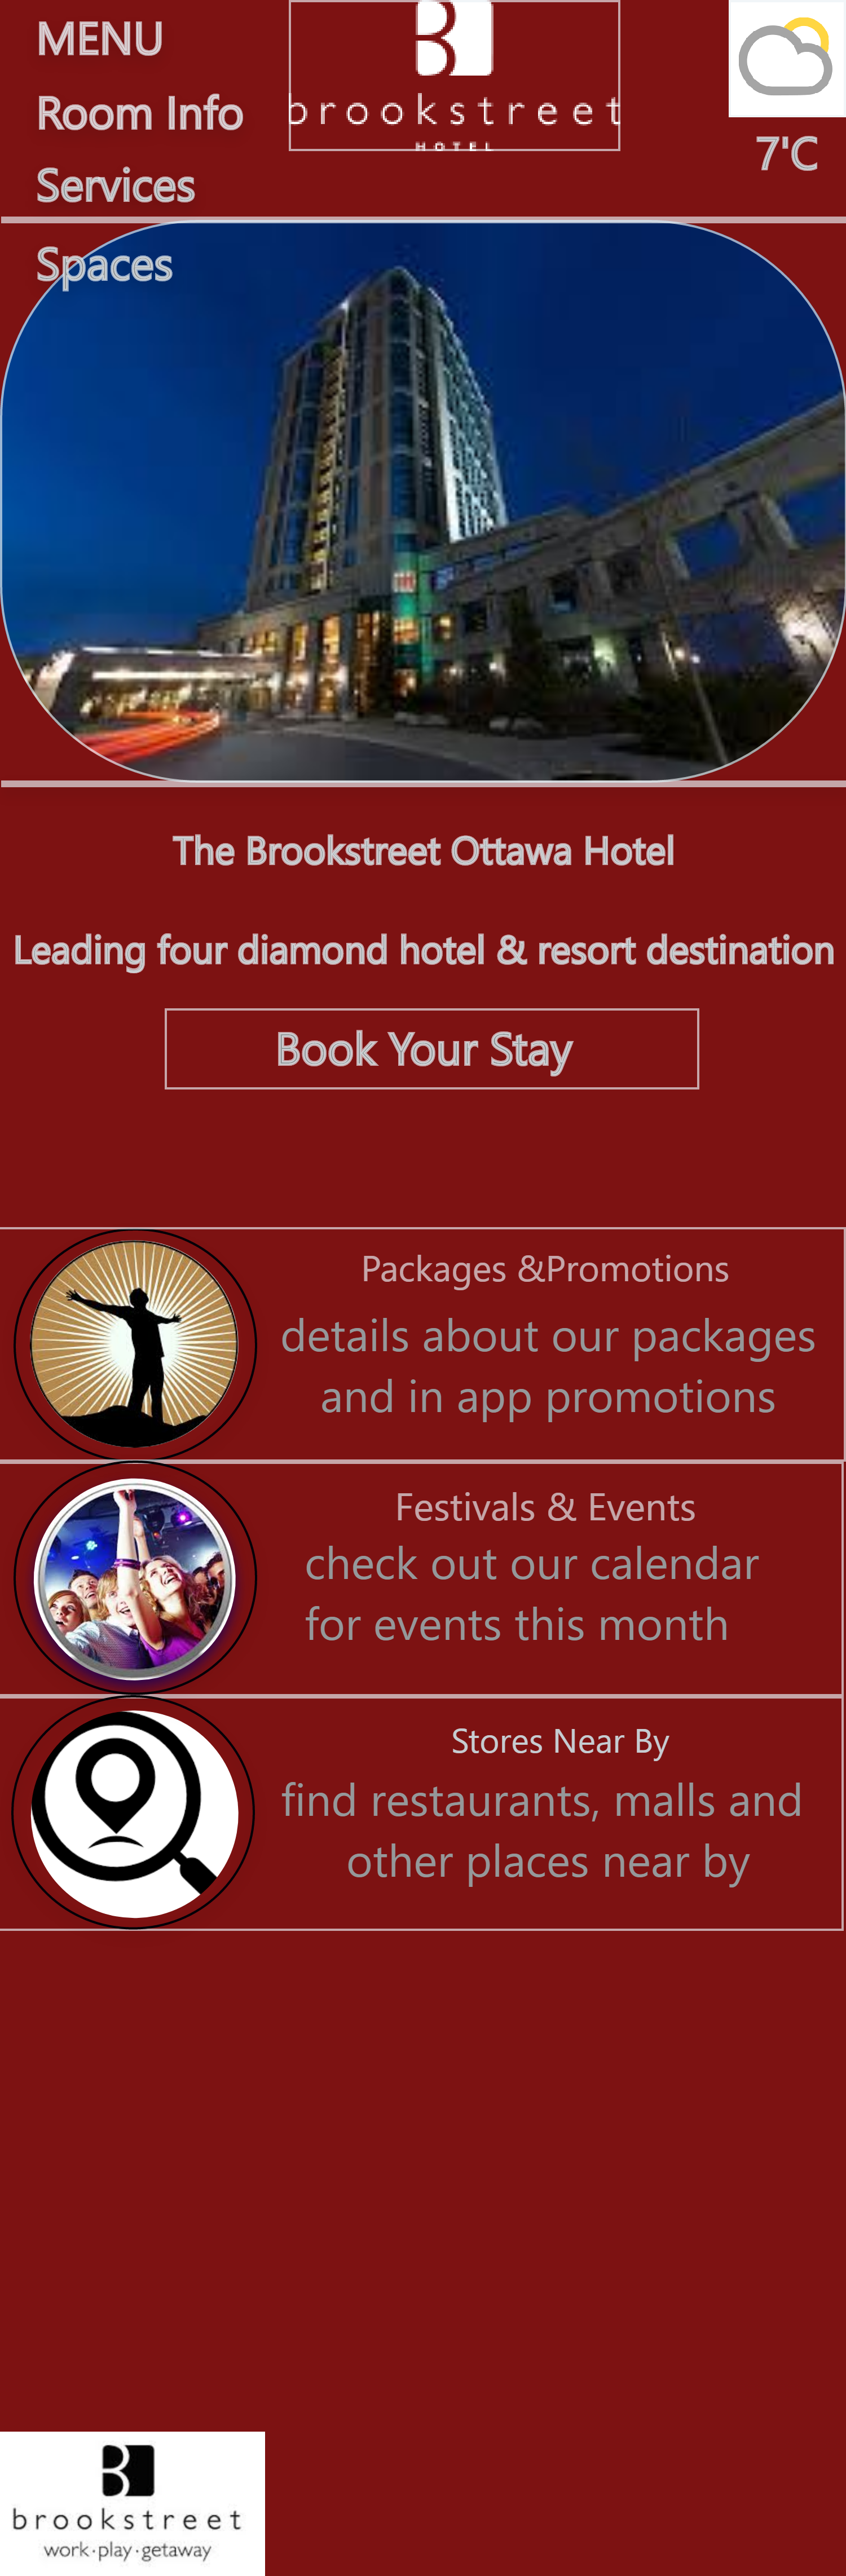 MENU
Room Info
Services
Spaces
B
brookstreet
HOTEL
7'C
The Brookstreet Ottawa Hotel
Leading four diamond hotel & resort destination
Book Your Stay
Packages &Promotions
details about our packages
and in app promotions
Festivals & Events
check out our calendar
for events this month
Stores Near By
find restaurants, malls and
other places near by
B
brookstreet
work·play·getaway